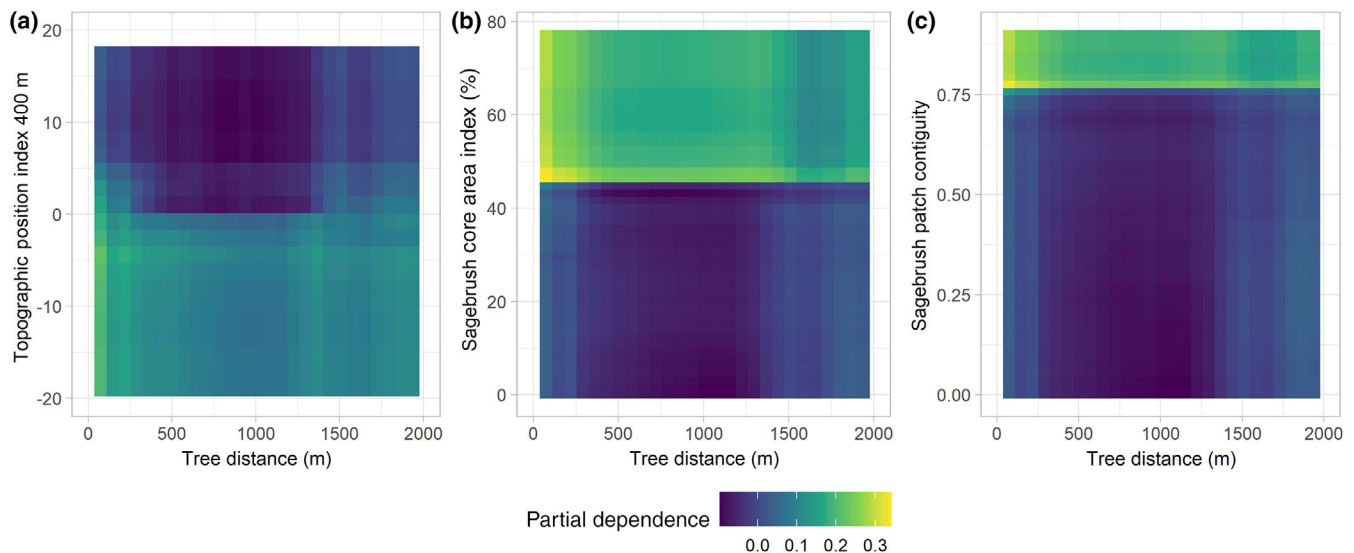 (a)
Topographic position index 400 m
20
10
0
-10
-20
0 500 1000 1500 2000
Tree distance (m)
(b)
Sagebrush core area index (%)
80
60
40
20
0
0 500 1000 1500 2000
Tree distance (m)
(c)
Sagebrush patch contiguity
0.75
0.50
0.25
0.00
0 500 1000 1500 2000
Tree distance (m)
Partial dependence
0.0 0.1 0.2 0.3